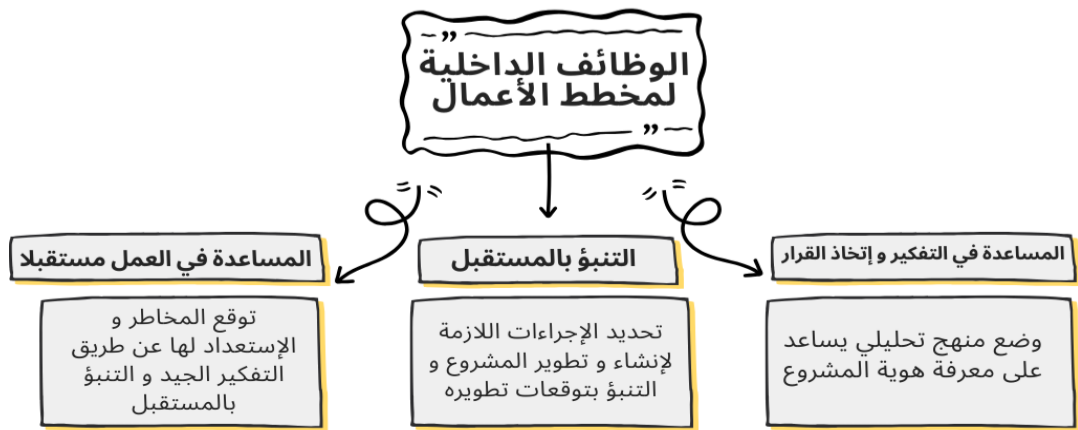 الوظائف الداخلية
لمخطط الأعمال
المساعدة في التفكير و إتخاذ القرار
وضع منهج تحليلي يساعد
على معرفة هوية المشروع
التنبؤ بالمستقبل
تحديد الإجراءات اللازمة
لإنشاء و تطوير المشروع و
التنبؤ بتوقعات تطويره
المساعدة في العمل مستقبلا
توقع المخاطر و
الإستعداد لها عن طريق
التفكير الجيد و التنبؤ
بالمستقبل